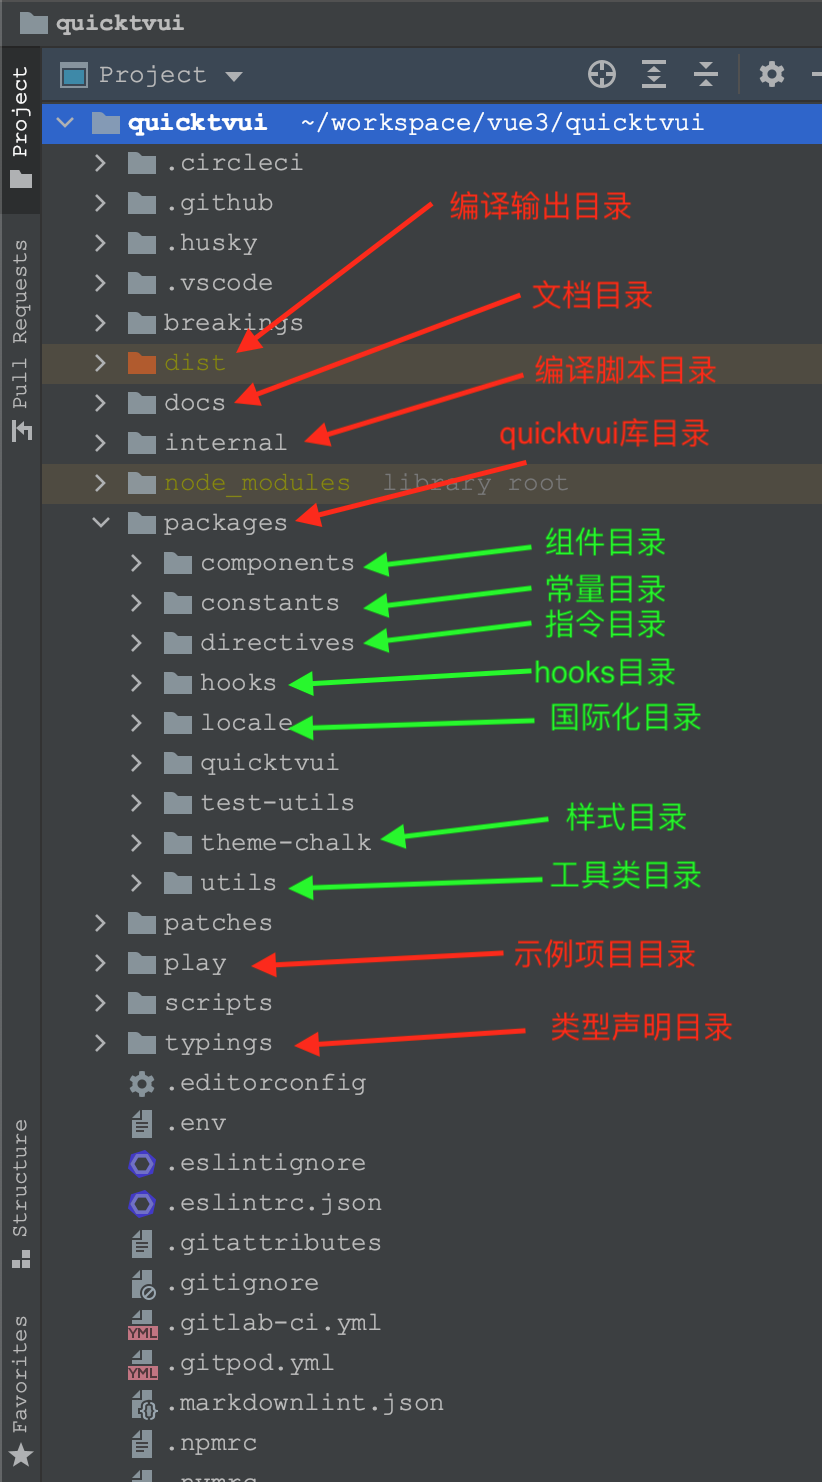 quicktvui
Project
Project
quicktvui ~/workspace/vue3/quicktvui
.circleci
.github
编译输出目录
.husky
.vscode
文档目录
breakings
dist
编译脚本目录
docs
quicktvui库目录
internal
node_modules library root
packages
components
组件目录
constants
常量目录
directives
指令目录
hooks
hooks目录
locale
国际化目录
quicktvui
test-utils
theme-chalk
样式目录
utils
工具类目录
patches
play
示例项目目录
scripts
typings
类型声明目录
.editorconfig
.env
.eslintignore
.eslintrc.json
.gitattributes
.gitignore
.gitlab-ci.yml
YML
.gitpod.yml
YML
.markdownlint.json
.npmrc
Pull Requests
Structure
Favorites